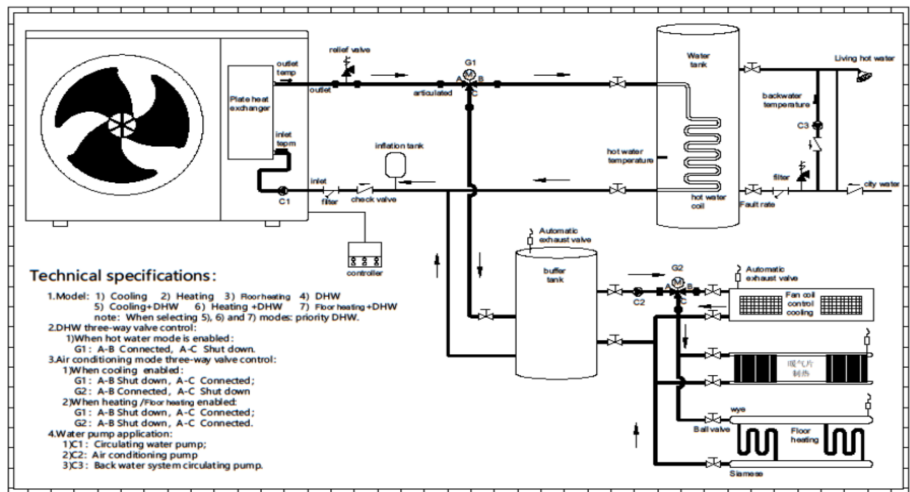 relief valve
outlet
temp
Plate heat
exchanger
inlet
tepm
outlet
articulated
G1
M
A
B
C
Water
tank
Living hot water
backwater
temperature
C3
inflation tank
hot water
temperature
inlet
C1
filter
check valve
hot water
coil
filter
Fault rate
city water
controller
Automatic
exhaust valve
buffer
tank
G2
M
A
B
C
C2
Automatic
exhaust valve
Fan coil
control
cooling
暖气片
制热
wye
Ball valve
Floor
heating
Siamese
Technical specifications:
1.Model: 1) Cooling 2) Heating 3) Floor heating 4) DHW
5) Cooling+DHW 6) Heating +DHW 7) Floor heating +DHW
note: When selecting 5), 6) and 7) modes: priority DHW.
2.DHW three-way valve control:
1)When hot water mode is enabled:
G1: A-B Connected, A-C Shut down.
3.Air conditioning mode three-way valve control:
1)When cooling enabled:
G1: A-B Shut down, A-C Connected;
G2: A-B Connected, A-C Shut down
2)When heating /Floor heating enabled:
G1: A-B Shut down, A-C Connected;
G2: A-B Shut down, A-C Connected.
4.Water pump application:
1)C1: Circulating water pump;
2)C2: Air conditioning pump
3)C3: Back water system circulating pump.